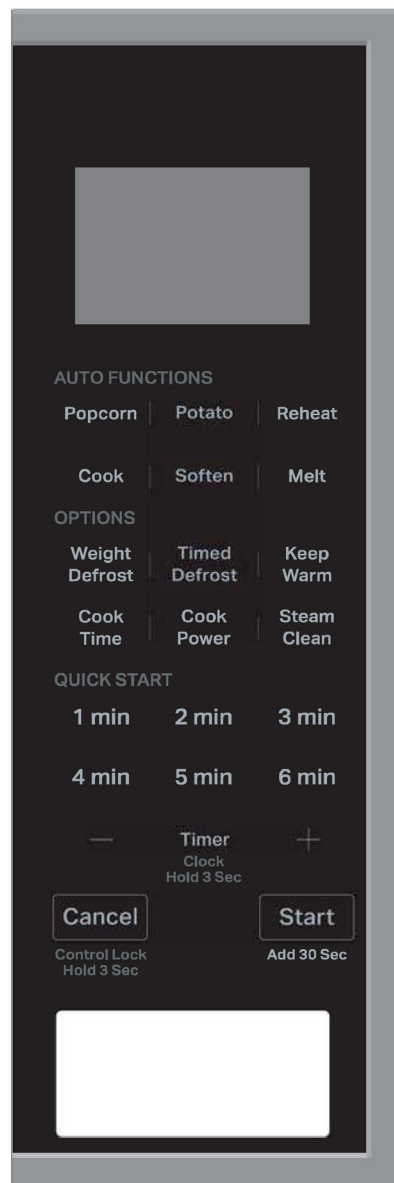 AUTO FUNCTIONS
Popcorn Potato Reheat
Cook Soften Melt
OPTIONS
Weight Timed Keep
Defrost Defrost Warm
Cook Cook Steam
Time Power Clean
QUICK START
1 min 2 min 3 min
4 min 5 min 6 min
— Timer +
Clock
Hold 3 Sec
Cancel Start
Control Lock Add 30 Sec
Hold 3 Sec